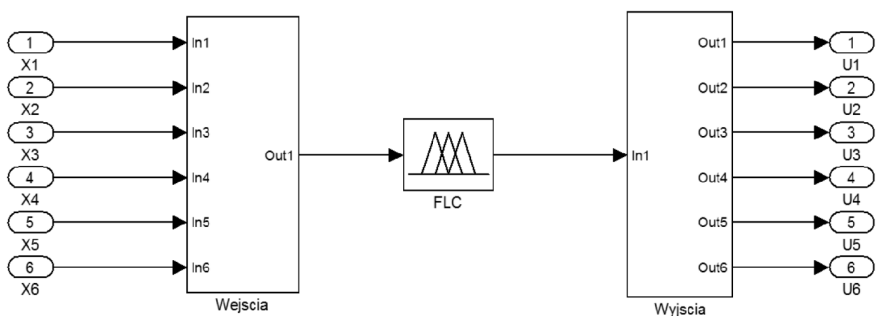 1
X1
2
X2
3
X3
4
X4
5
X5
6
X6
In1
In2
In3
In4
In5
In6
Out1
Wejscia
FLC
In1
Out1
Out2
Out3
Out4
Out5
Out6
Wyjscia
1
U1
2
U2
3
U3
4
U4
5
U5
6
U6